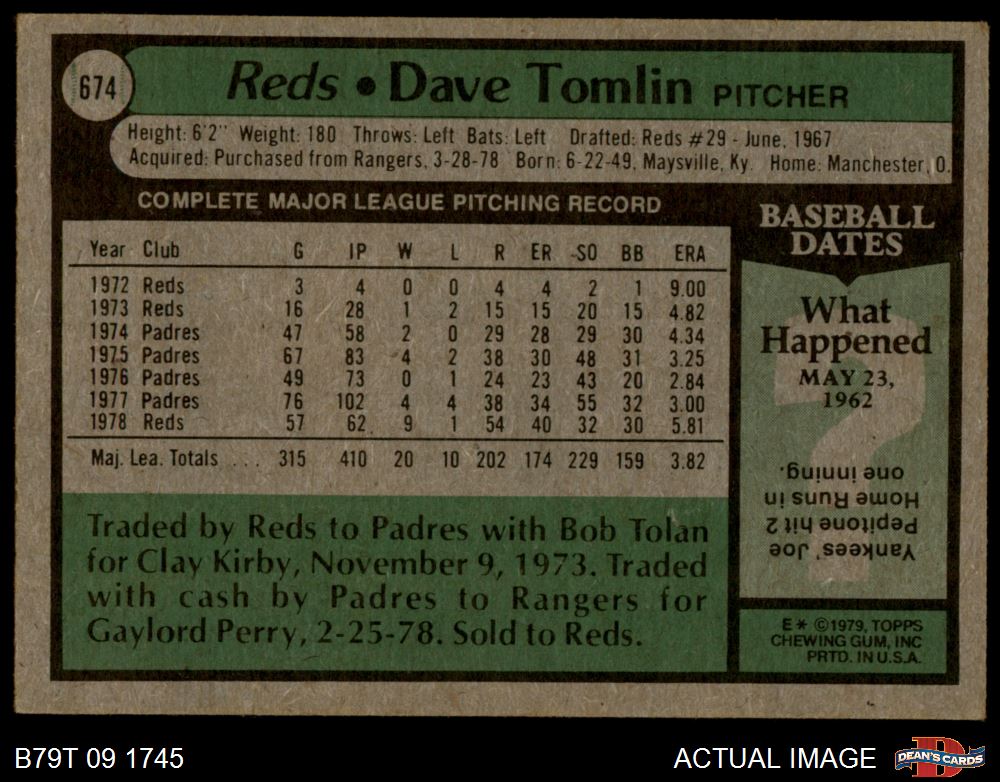 674
Reds • Dave Tomlin PITCHER
Height: 6'2" Weight: 180 Throws: Left Bats: Left Drafted: Reds #29 - June, 1967
Acquired: Purchased from Rangers, 3-28-78 Born: 6-22-49, Maysville, Ky. Home: Manchester, O.
COMPLETE MAJOR LEAGUE PITCHING RECORD
Year Club G IP W L R ER SO BB ERA
1972 Reds 3 4 0 0 4 4 2 1 9.00
1973 Reds 16 28 1 2 15 15 20 15 4.82
1974 Padres 47 58 2 0 29 28 29 30 4.34
1975 Padres 67 83 4 2 38 30 48 31 3.25
1976 Padres 49 73 0 1 24 23 43 20 2.84
1977 Padres 76 102 4 4 38 34 55 32 3.00
1978 Reds 57 62 9 1 54 40 32 30 5.81
Maj. Lea. Totals ... 315 410 20 10 202 174 229 159 3.82
Traded by Reds to Padres with Bob Tolan
for Clay Kirby, November 9, 1973. Traded
with cash by Padres to Rangers for
Gaylord Perry, 2-25-78. Sold to Reds.
BASEBALL
DATES
What
Happened
MAY 23,
1962
?
Yankees' Joe
Pepitone hit 2
Home Runs in
one inning.
E* ©1979, TOPPS
CHEWING GUM, INC
PRTD. IN U.S.A.
B79T 09 1745
ACTUAL IMAGE
D
DEAN'S CARDS